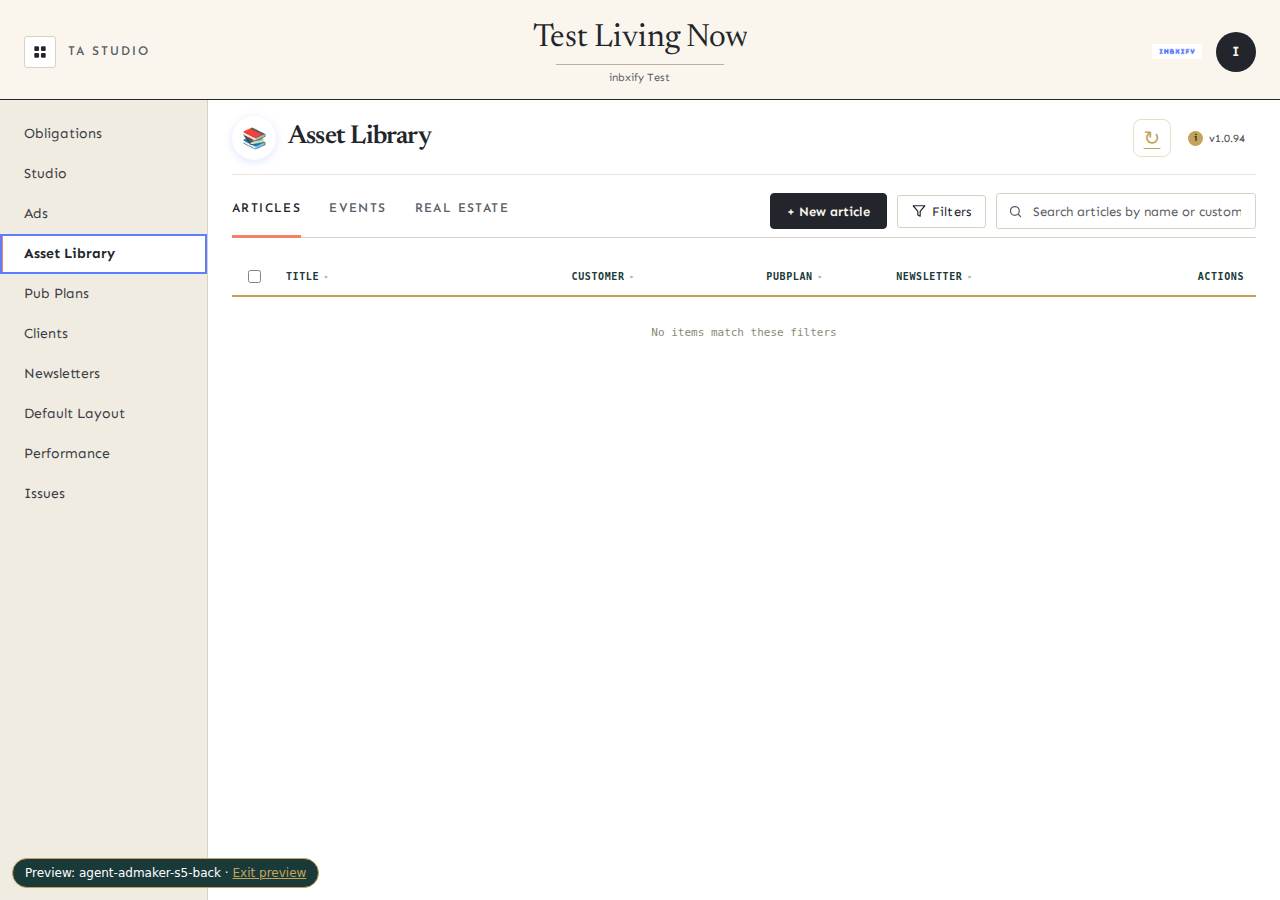 TA STUDIO
Test Living Now
inbxify Test
INBXIFY
I
Obligations
Studio
Ads
Asset Library
Pub Plans
Clients
Newsletters
Default Layout
Performance
Issues
Asset Library
↻
i v1.0.94
ARTICLES EVENTS REAL ESTATE
+ New article
Filters
Search articles by name or custom
TITLE CUSTOMER PUBPLAN NEWSLETTER ACTIONS
No items match these filters
Preview: agent-admaker-s5-back · Exit preview